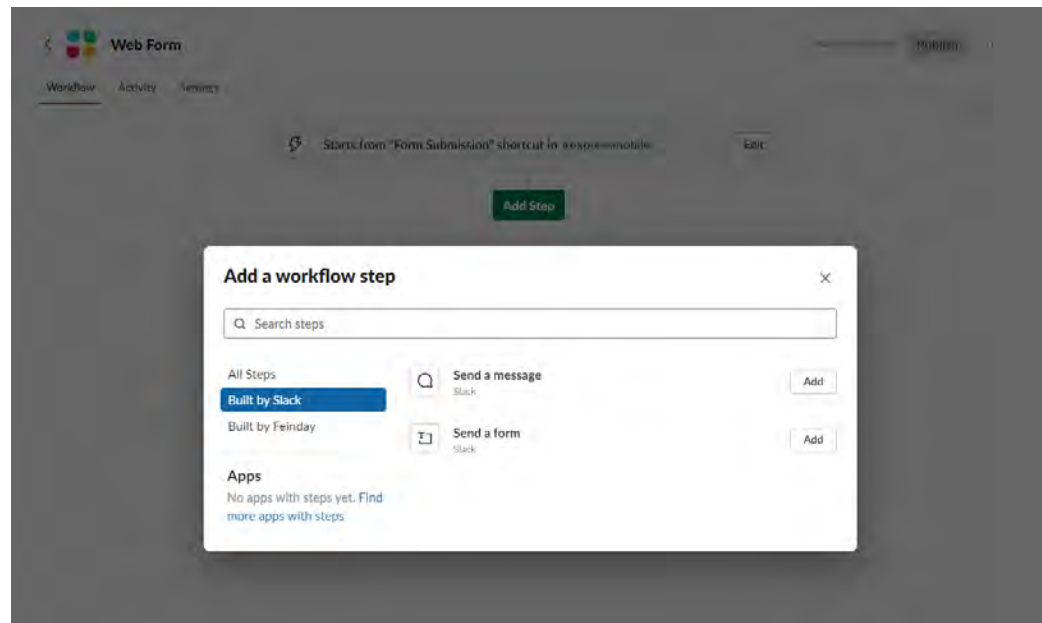 Web Form
Publish
Workflow Activity Settings
Starts from "Form Submission" shortcut in
Edit
Add Step
Add a workflow step
Search steps
All Steps
Built by Slack
Built by Feinday
Apps
No apps with steps yet. Find
more apps with steps
Send a message
Slack
Add
Send a form
Slack
Add